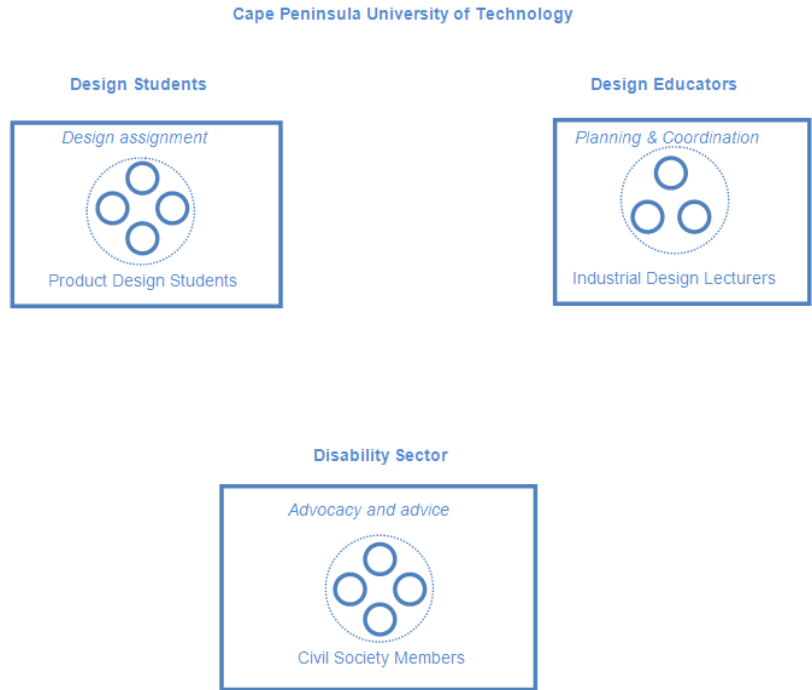 Cape Peninsula University of Technology
Design Students
Design Educators
Design assignment
Planning & Coordination
Product Design Students
Industrial Design Lecturers
Disability Sector
Advocacy and advice
Civil Society Members